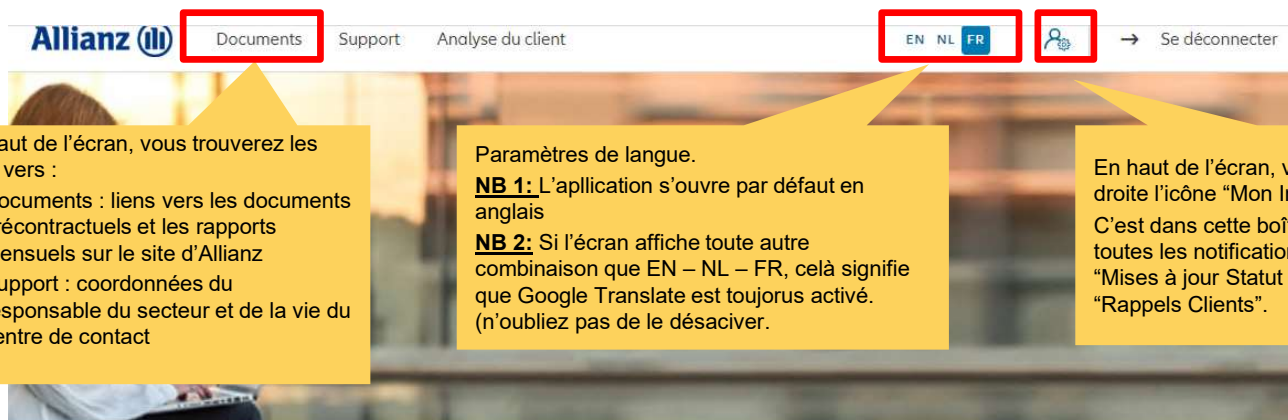 Allianz
Documents
Support
Analyse du client
EN NL FR
→ Se déconnecter
aut de l’écran, vous trouverez les
vers :
ocuments : liens vers les documents
récontractuels et les rapports
ensuels sur le site d’Allianz
upport : coordonnées du
esponsable du secteur et de la vie du
entre de contact
Paramètres de langue.
NB 1: L’apllication s’ouvre par défaut en
anglais
NB 2: Si l’écran affiche toute autre
combinaison que EN – NL – FR, celà signifie
que Google Translate est toujorus activé.
(n’oubliez pas de le désaciver.
En haut de l’écran, v
droite l’icône “Mon I
C’est dans cette boî
toutes les notification
“Mises à jour Statut
“Rappels Clients”.